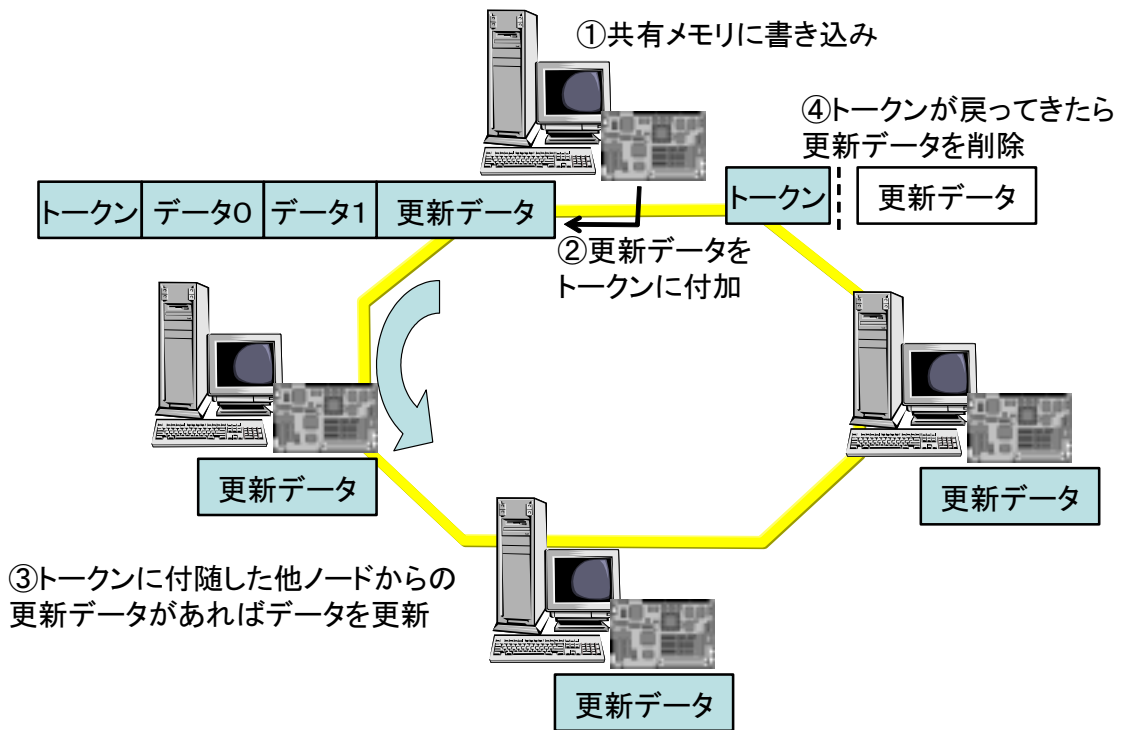 ①共有メモリに書き込み
④トークンが戻ってきたら
更新データを削除
トークン データ0 データ1 更新データ
トークン 更新データ
②更新データを
トークンに付加
更新データ
更新データ
③トークンに付随した他ノードからの
更新データがあればデータを更新
更新データ